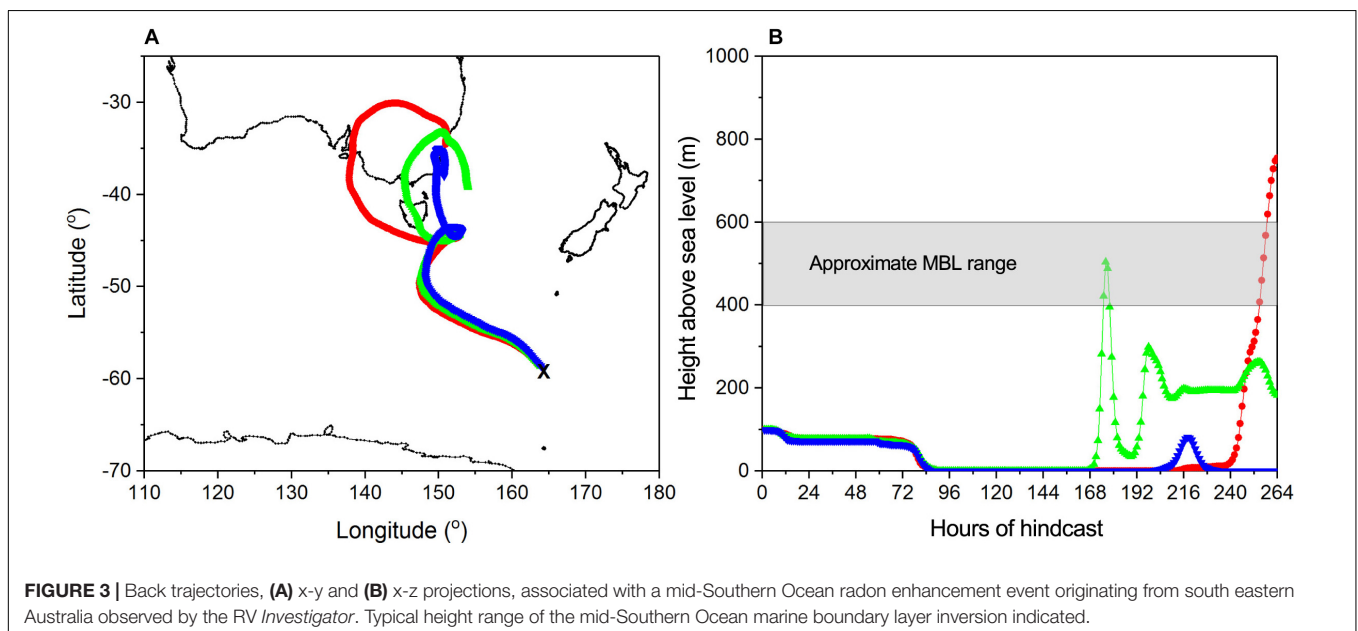 A
B
-30
-40
-50
-60
-70
Latitude (°)
110 120 130 140 150 160 170 180
Longitude (°)
X
1000
800
600
400
200
0
Height above sea level (m)
Approximate MBL range
0 24 48 72 96 120 144 168 192 216 240 264
Hours of hindcast
FIGURE 3 | Back trajectories, (A) x-y and (B) x-z projections, associated with a mid-Southern Ocean radon enhancement event originating from south eastern
Australia observed by the RV Investigator. Typical height range of the mid-Southern Ocean marine boundary layer inversion indicated.